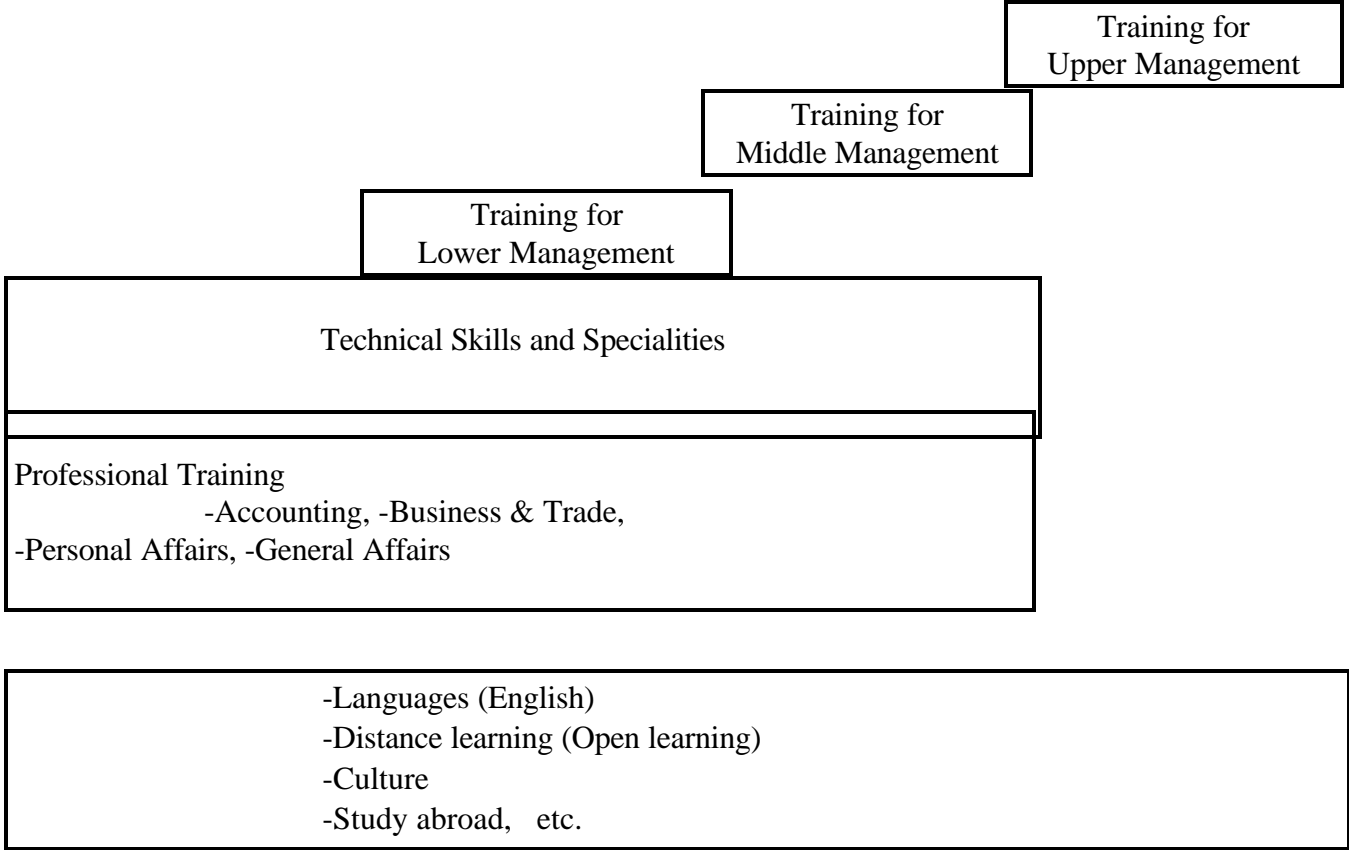 Training for
Upper Management
Training for
Middle Management
Training for
Lower Management
Technical Skills and Specialities
Professional Training
-Accounting, -Business & Trade,
-Personal Affairs, -General Affairs
-Languages (English)
-Distance learning (Open learning)
-Culture
-Study abroad, etc.